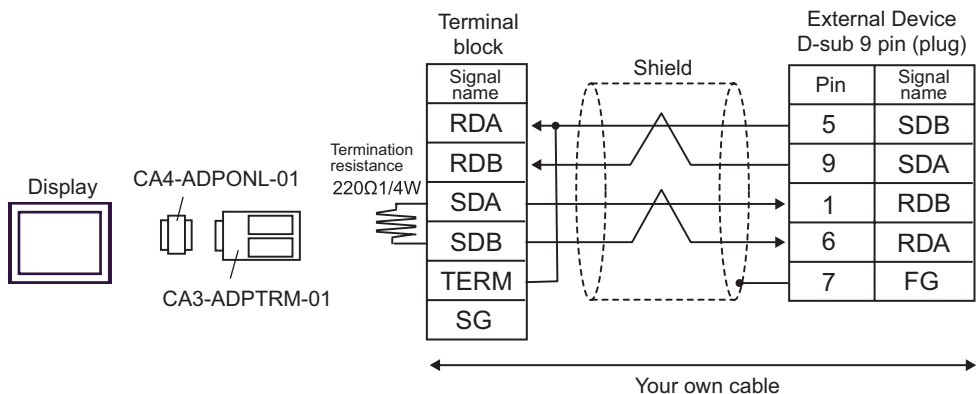 Display
CA4-ADPONL-01
CA3-ADPTRM-01
Termination
resistance
220Ω1/4W
Terminal
block
Signal
name
RDA
RDB
SDA
SDB
TERM
SG
Shield
External Device
D-sub 9 pin (plug)
Pin Signal
name
5 SDB
9 SDA
1 RDB
6 RDA
7 FG
Your own cable